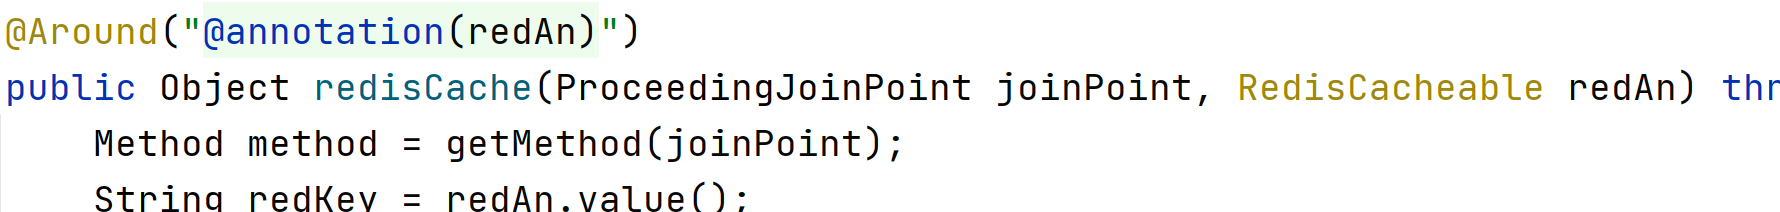 @Around("@annotation(redAn)")
public Object redisCache(ProceedingJoinPoint joinPoint, RedisCacheable redAn) thr
Method method = getMethod(joinPoint);
String redKey = redAn.value();